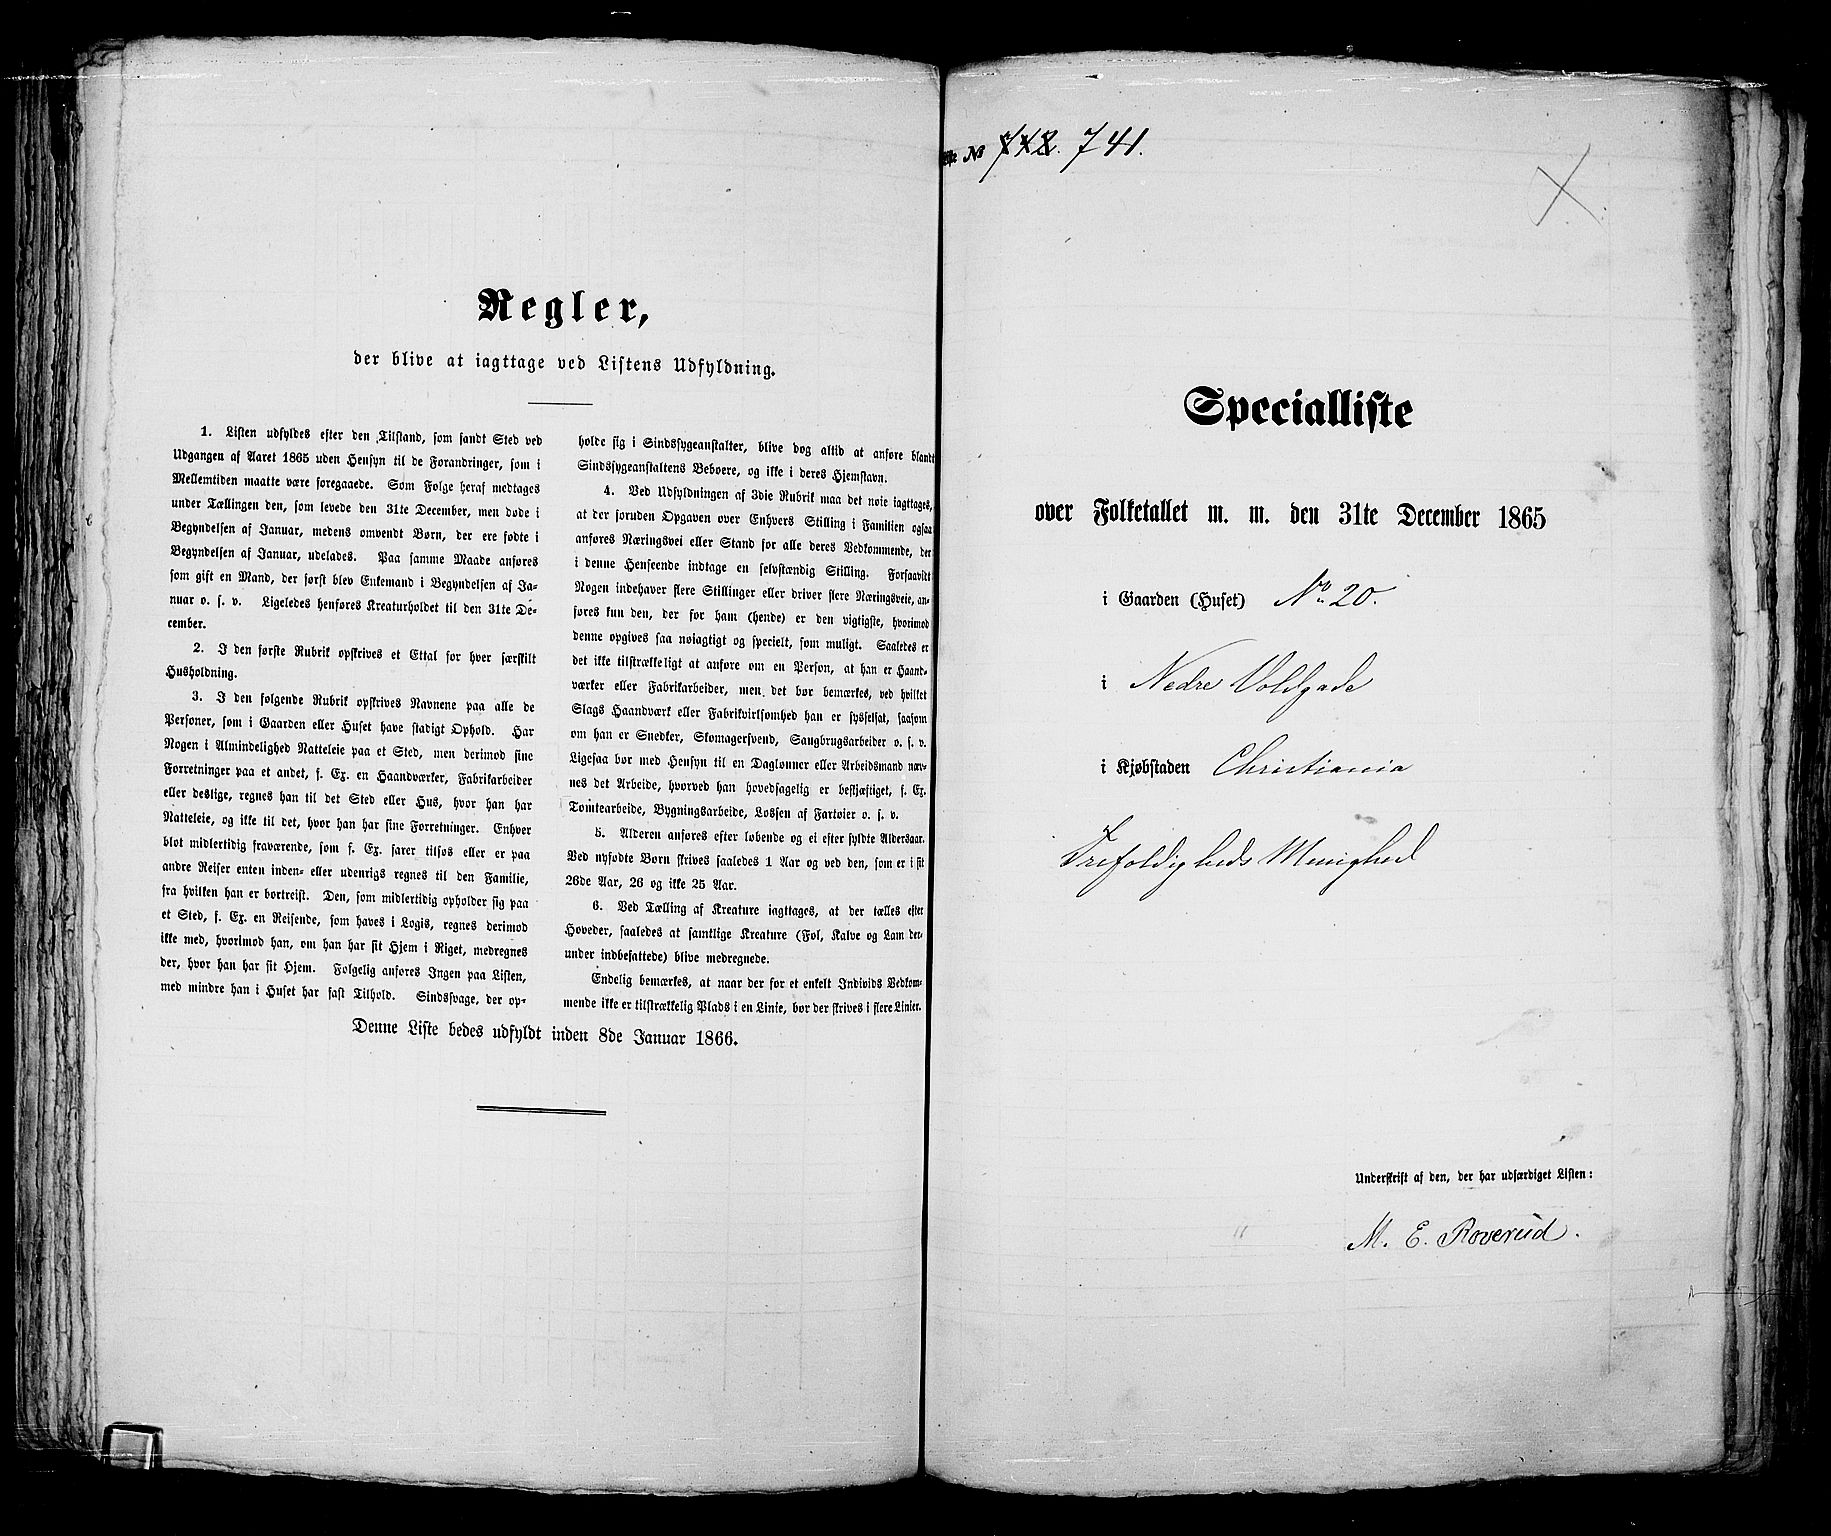 Regler,
der blive at iagttage ved Listens Udfyldning.
1. Listen udfyldes efter den Tilstand, som fandt Sted ved
Udgangen af Aaret 1865 uden Hensyn til de Forandringer, som i
Mellemtiden maatte være foregaaede. Som Følge heraf medtages
under Tællingen den, som levede den 31te December, men døde i
Begyndelsen af Januar, medens omvendt Børn, der ere fødte i
Begyndelsen af Januar, udelades. Paa samme Maade anføres
som gift en Mand, der først blev Enkemand i Begyndelsen af Ja-
nuar o. s. v. Ligeledes henføres Kreaturholdet til den 31te De-
cember.
2. I den første Rubrik opskrives et Ettal for hver særskilt
Husholdning.
3. I den følgende Rubrik opskrives Navnene paa alle de
Personer, som i Gaarden eller Huset have stadigt Ophold. Har
Nogen i Almindelighed Natteleie paa et Sted, men derimod sine
Forretninger paa et andet, f. Ex. en Haandværker, Fabrikarbeider
eller deslige, regnes han til det Sted eller Hus, hvor han har
Natteleie, og ikke til det, hvor han har sine Forretninger. Enhver
blot midlertidig fraværende, som f. Ex. farer tilsøs eller er paa
andre Reiser enten inden- eller udenrigs regnes til den Familie,
fra hvilken han er bortreist. Den, som midlertidig opholder sig paa
et Sted, f. Ex. en Reisende, som haves i Logis, regnes derimod
ikke med, hvorimod han, om han har sit Hjem i Riget, medregnes
der, hvor han har sit Hjem. Følgelig anføres Ingen paa Listen,
med mindre han i Huset har fast Tilhold. Sindssvage, der op-
holde sig i Sindssygeanstalter, blive dog altid at anføre blandt
Sindssygeanstaltens Beboere, og ikke i deres Hjemstavn.
4. Ved Udfyldningen af 3die Rubrik maa det nøie iagttages,
at der foruden Opgaven over Enhvers Stilling i Familien ogsaa
anføres Næringsvei eller Stand for alle deres Vedkommende, der
i denne Henseende indtage en selvstændig Stilling. Forsaavidt
Nogen indehaver flere Stillinger eller driver flere Næringsveie, an-
føres kun den, der for ham (hende) er den vigtigste, hvorimod
denne opgives saa nøiagtigt og specielt, som muligt. Saaledes er
det ikke tilstrækkeligt at anføre om en Person, at han er Haand-
værker eller Fabrikarbeider, men det bør bemærkes, ved hvilket
Slags Haandværk eller Fabrikvirksomhed han er sysselsat, saasom
om han er Snedker, Skomagersvend, Saugbrugsarbeider o. s. v.
Ligesaa bør med Hensyn til en Daglønner eller Arbeidsmand næv-
nes det Arbeide, hvorved han hovedsagelig er beskjæftiget, f. Ex.
Tomtearbeide, Bygningsarbeide, Lossen af Fartøier o. s. v.
5. Alderen anføres efter løbende og ei efter fyldte Aldersaar.
Ved nyfødte Børn skrives saaledes 1 Aar og ved den, som er i sit
26de Aar, 26 og ikke 25 Aar.
6. Ved Tælling af Kreature iagttages, at der tælles efter
Hoveder, saaledes at samtlige Kreature (Føl, Kalve og Lam der-
under indbefattede) blive medregnede.
Endelig bemærkes, at naar der for et enkelt Individs Vedkom-
mende ikke er tilstrækkelig Plads i en Linie, bør der skrives i flere Linier.
Denne Liste bedes udfyldt inden 8de Januar 1866.
No 742. 741.
Specialliste
over Folketallet m. m. den 31te December 1865
i Gaarden (Huset) No 20.
i Nedre Voldgade
i Kjøbstaden Christiania
Trefoldigheds Menighed
Underskrift af den, der har udfærdiget Listen:
M. E. Roverud.